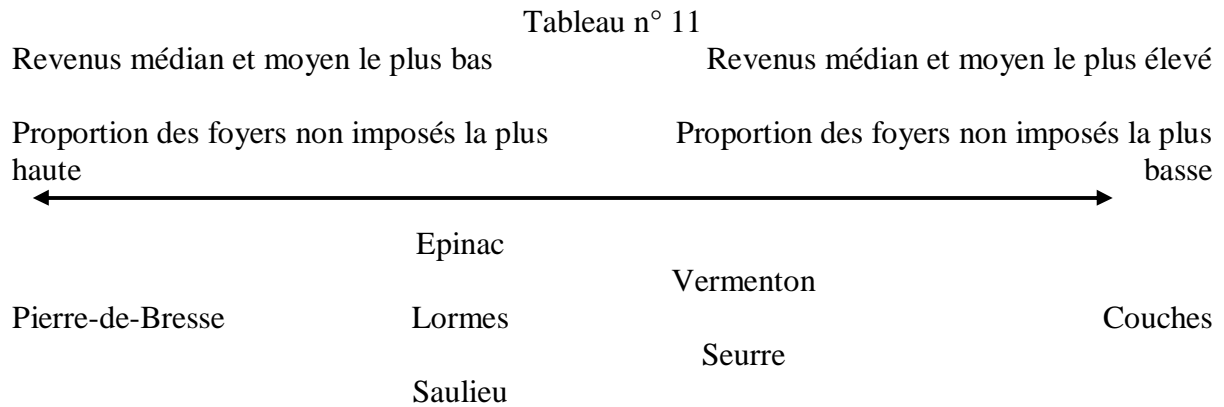 Tableau n° 11
Revenus médian et moyen le plus bas Revenus médian et moyen le plus élevé
Proportion des foyers non imposés la plus haute Proportion des foyers non imposés la plus basse
Epinac
Vermenton
Pierre-de-Bresse Lormes Couches
Seurre
Saulieu